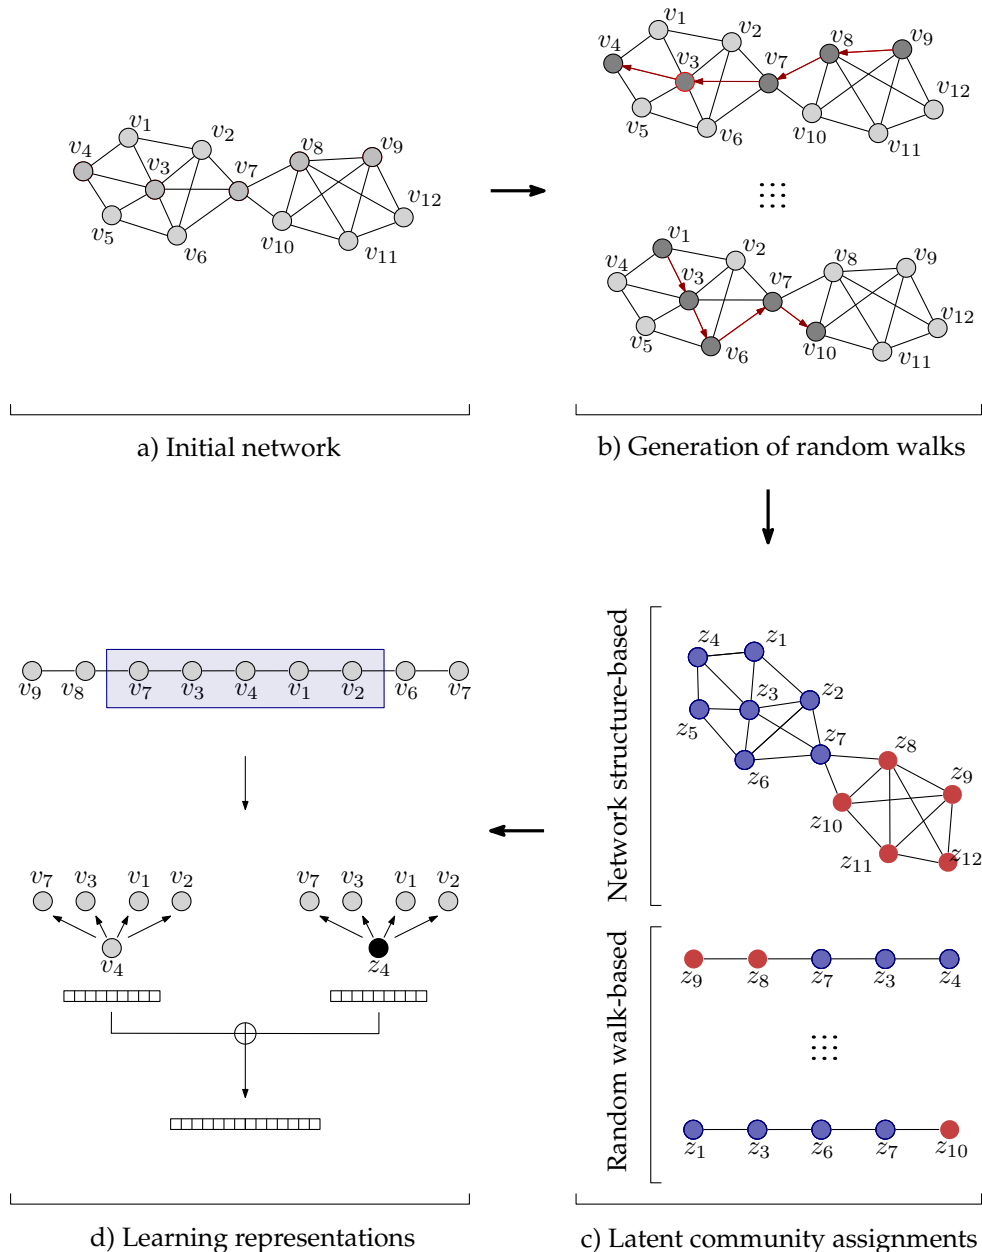 v1 v2 v3 v4 v5 v6 v7 v8 v9 v10 v11 v12
a) Initial network
v1 v2 v3 v4 v5 v6 v7 v8 v9 v10 v11 v12
v1 v2 v3 v4 v5 v6 v7 v8 v9 v10 v11 v12
b) Generation of random walks
Network structure-based
z4 z1 z3 z2 z5 z7 z6 z8 z9 z10 z11 z12
Random walk-based
z9 z8 z7 z3 z4
z1 z3 z6 z7 z10
c) Latent community assignments
v9 v8 v7 v3 v4 v1 v2 v6 v7
v7 v3 v1 v2
v4
v7 v3 v1 v2
z4
d) Learning representations